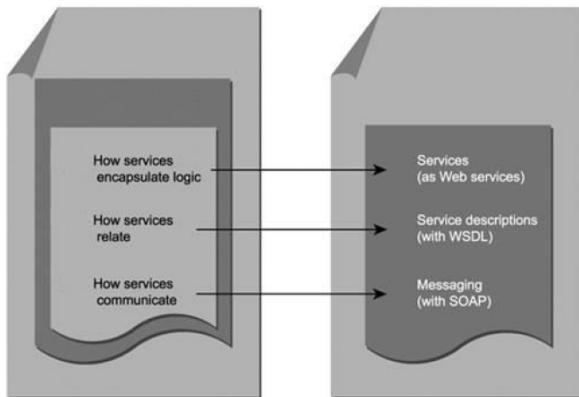 How services
encapsulate logic
Services
(as Web services)
How services
relate
Service descriptions
(with WSDL)
How services
communicate
Messaging
(with SOAP)